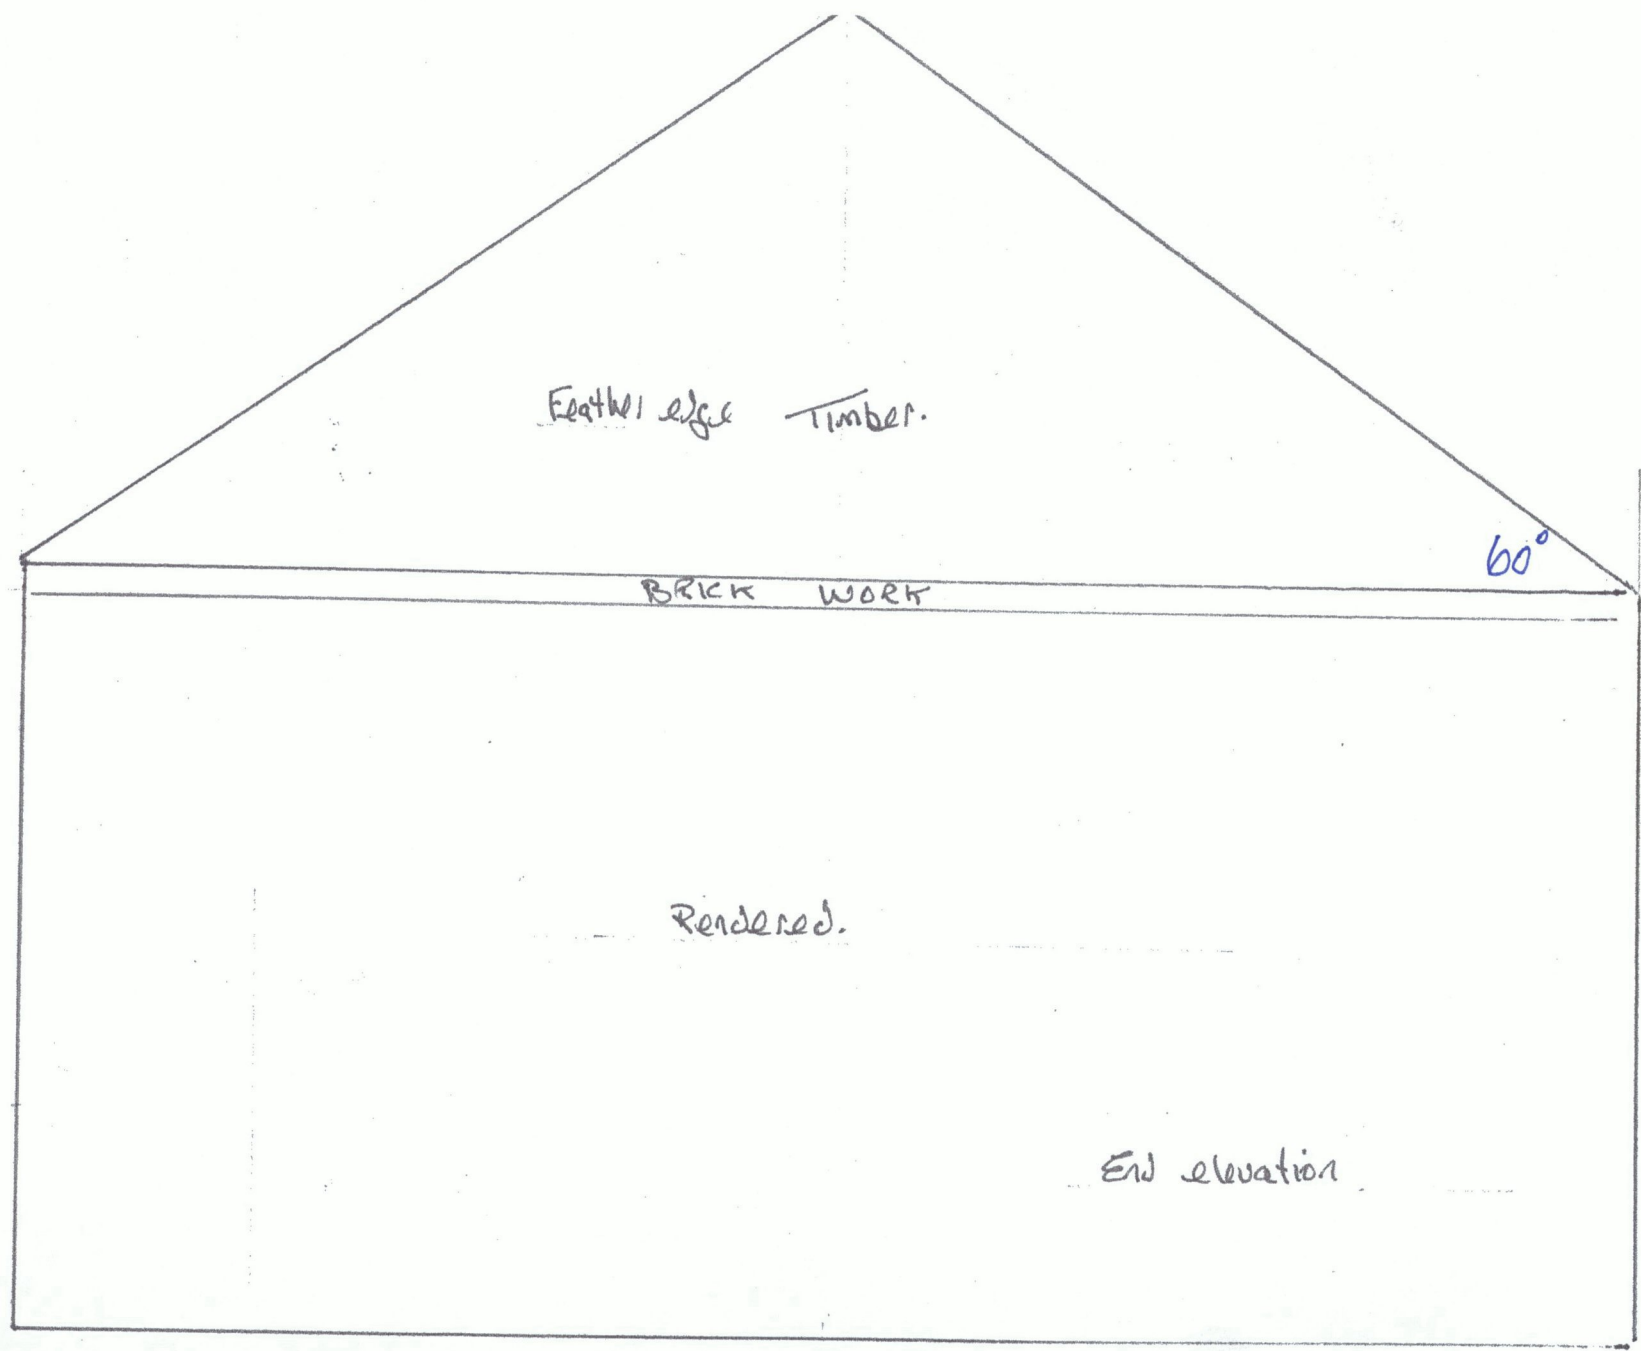 Feather edge Timber.
60°
BRICK WORK
Rendered.
End elevation